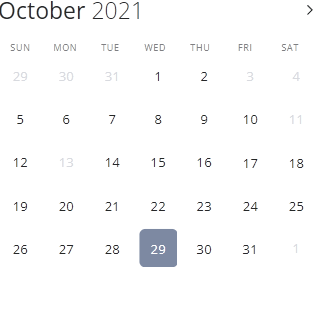 October 2021 >
SUN MON TUE WED THU FRI SAT
29 30 31 1 2 3 4
5 6 7 8 9 10 11
12 13 14 15 16 17 18
19 20 21 22 23 24 25
26 27 28 29 30 31 1